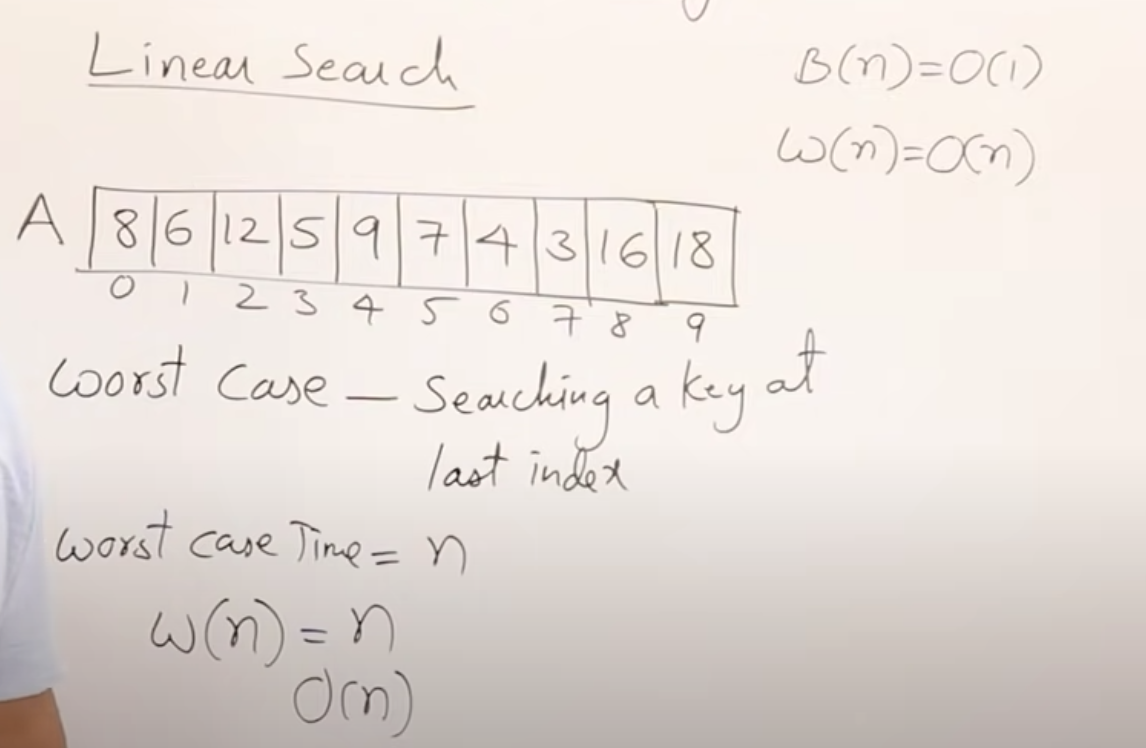 Linear Search
B(n)=O(1)
W(n)=O(n)
A 8 6 12 5 9 7 4 3 16 18
0 1 2 3 4 5 6 7 8 9
Worst Case — Searching a key at
last index
Worst case Time = n
W(n) = n
O(n)